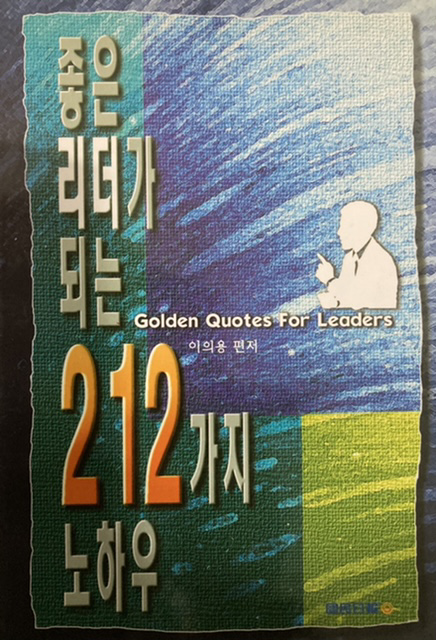 좋은
리더가
되는
Golden Quotes For Leaders
이의용 편저
212가지
노하우